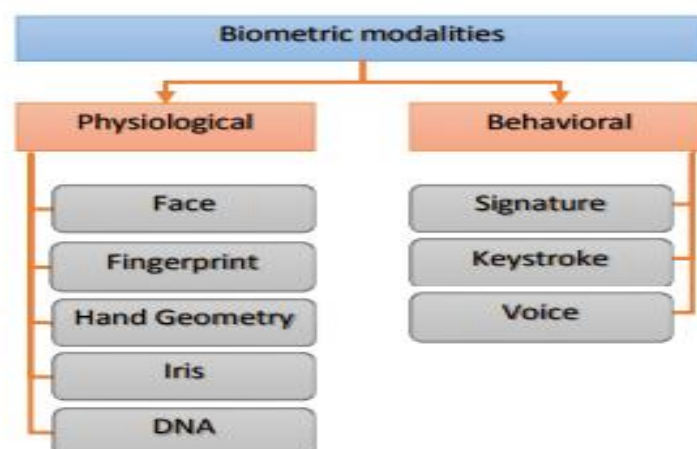 Biometric modalities
Physiological
Face
Fingerprint
Hand Geometry
Iris
DNA
Behavioral
Signature
Keystroke
Voice